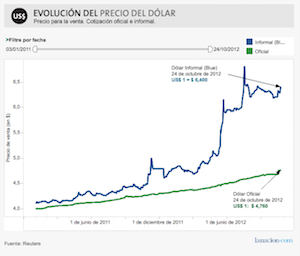 US$
EVOLUCIÓN DEL PRECIO DEL DÓLAR
Precio para la venta. Cotización oficial e informal.
>Filtre por fecha
03/01/2011
24/10/2012
Informal (Bl...
Oficial
Dólar Informal (Blue)
24 de octubre de 2012
US$ 1 = $ 6,400
6,5
6,0
5,5
5,0
4,5
4,0
Precio de venta (en $)
Dólar Oficial
24 de octubre de 2012
US$ 1: $ 4,760
1 de junio de 2011
1 de diciembre de 2011
1 de junio de 2012
Fuente: Reuters
lanacion.com